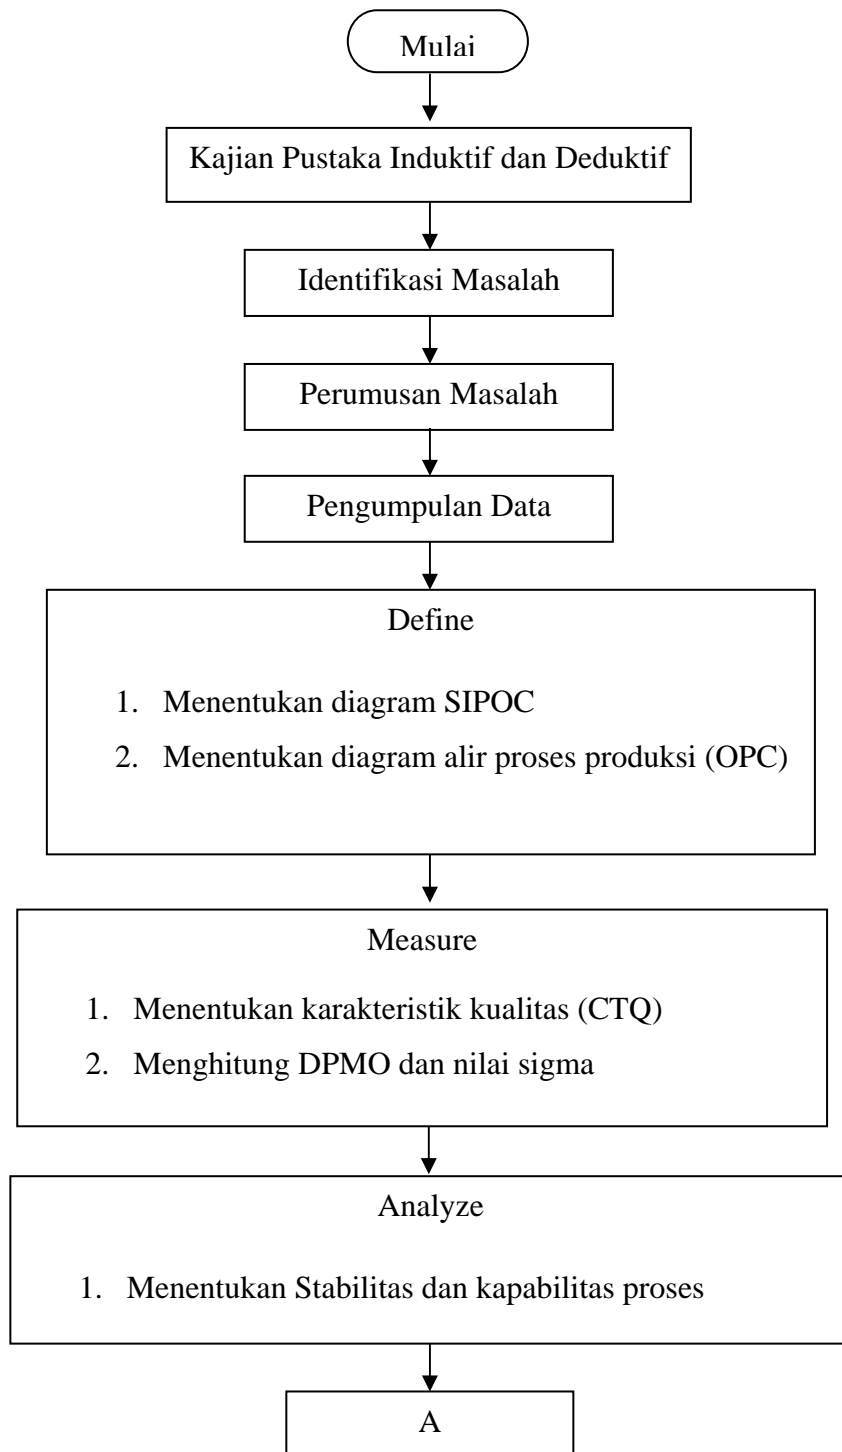 Mulai
Kajian Pustaka Induktif dan Deduktif
Identifikasi Masalah
Perumusan Masalah
Pengumpulan Data
Define
1. Menentukan diagram SIPOC
2. Menentukan diagram alir proses produksi (OPC)
Measure
1. Menentukan karakteristik kualitas (CTQ)
2. Menghitung DPMO dan nilai sigma
Analyze
1. Menentukan Stabilitas dan kapabilitas proses
A